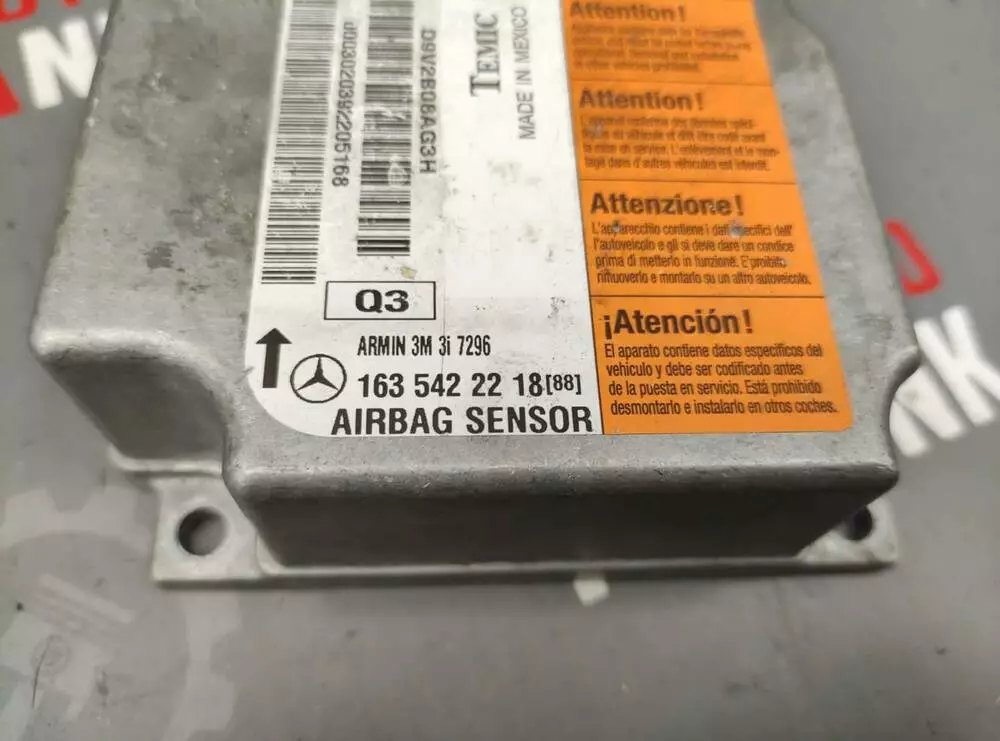 d00302039Z205168
D9V2B08AG3H
TEMIC
MADE IN MEXICO
Q3
ARMIN 3M 3i 7296
163 542 22 18[88]
AIRBAG SENSOR
Attention!
Attention!
Attenzione!
L'apparecchio contiene i dati specifici dell'
l'autoveicolo e gli si deve dare un condice
prima di metterlo in funzione. E'proibito
rifiuoverlo e montarlo su un altro autoveicolo.
¡Atención!
El aparato contiene datos específicos del
vehículo y debe ser codificado antes
de la puesta en servicio. Está prohibido
desmontarlo e instalarlo en otros coches.